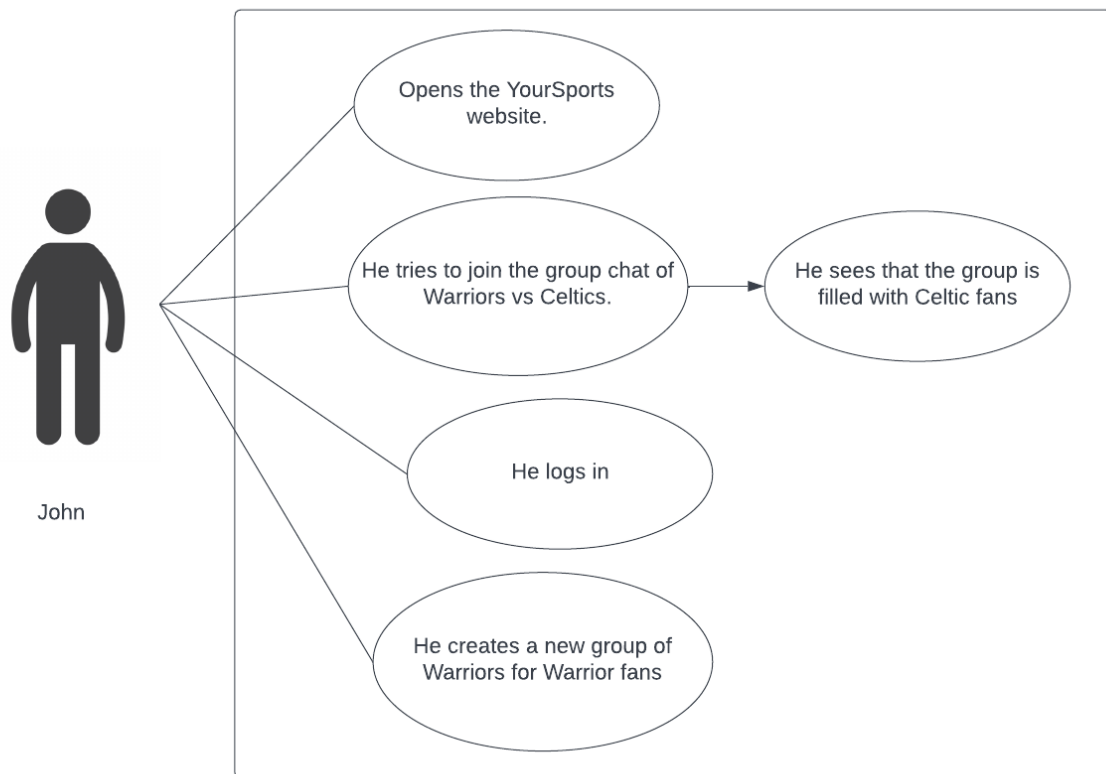 Opens the YourSports
website.
He tries to join the group chat of
Warriors vs Celtics.
He sees that the group is
filled with Celtic fans
He logs in
John
He creates a new group of
Warriors for Warrior fans